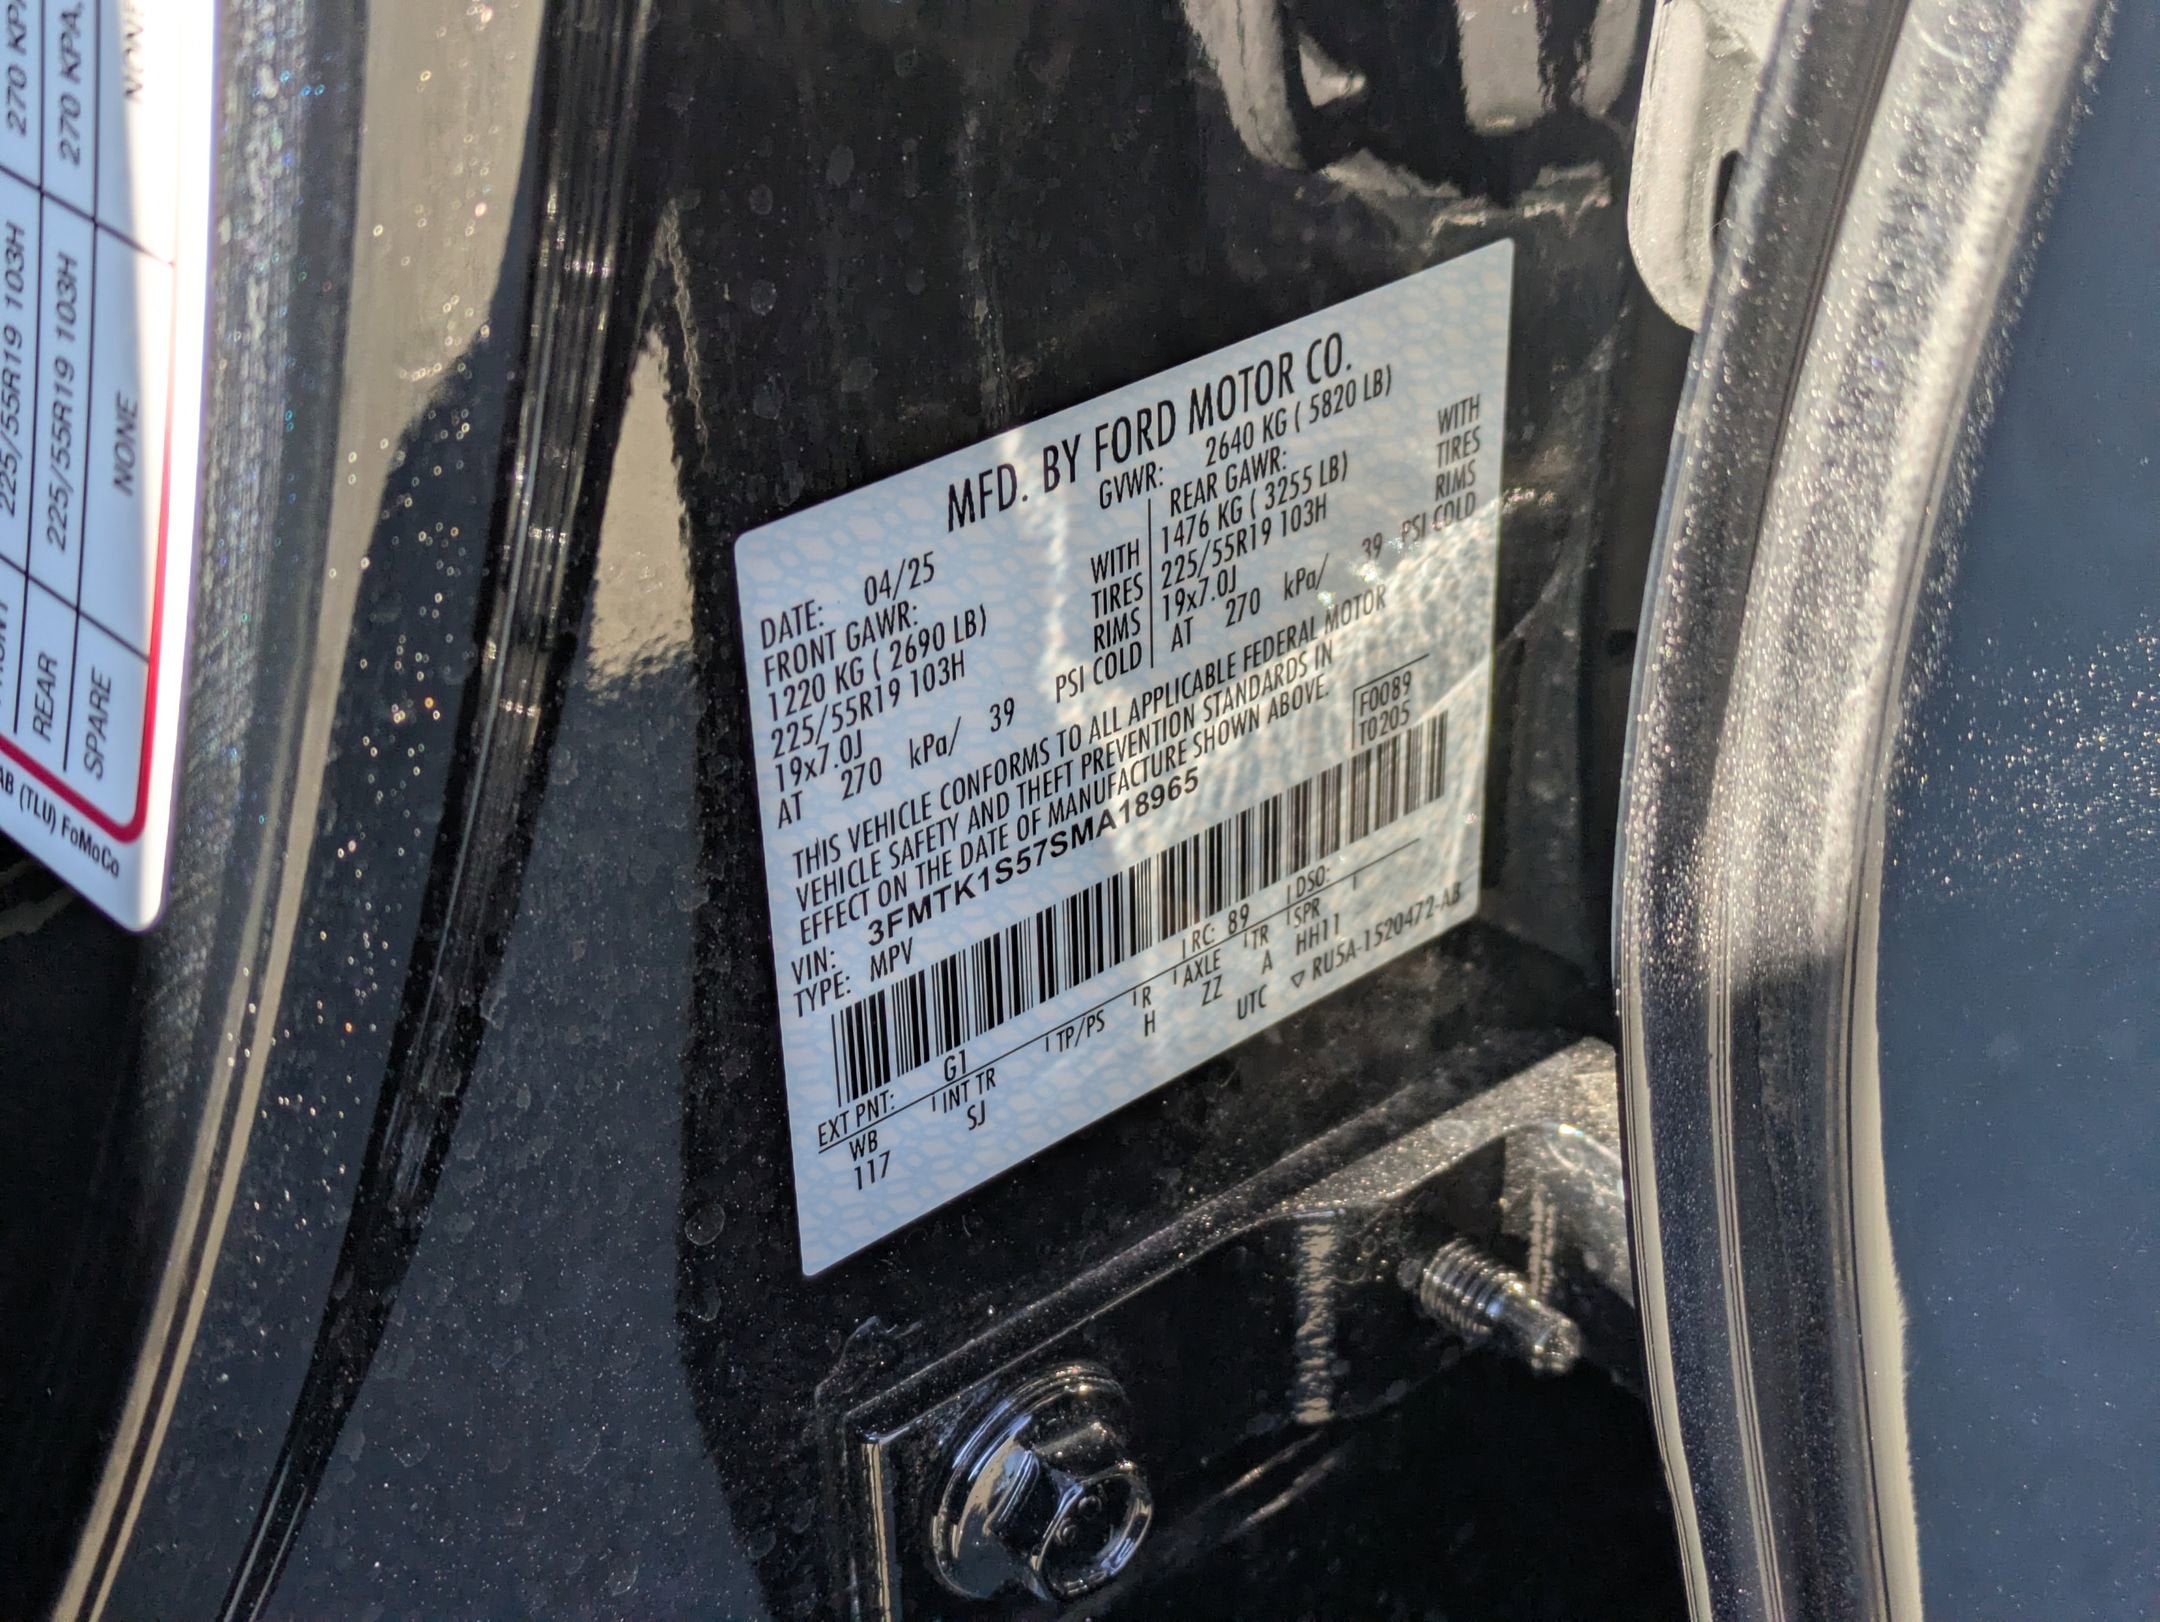 270 KPA,
225/55R19 103H
270 KPA,
225/55R19 103H
REAR
NONE
SPARE
(TLU) FoMoCo
MFD. BY FORD MOTOR CO.
DATE: 04/25
GVWR: 2640 KG ( 5820 LB)
FRONT GAWR:
REAR GAWR:
1220 KG ( 2690 LB) WITH
1476 KG ( 3255 LB) WITH
225/55R19 103H TIRES
225/55R19 103H TIRES
19x7.0J RIMS
19x7.0J RIMS
AT 270 kPa/ 39 PSI COLD
AT 270 kPa/ 39 PSI COLD
THIS VEHICLE CONFORMS TO ALL APPLICABLE FEDERAL MOTOR
VEHICLE SAFETY AND THEFT PREVENTION STANDARDS IN
EFFECT ON THE DATE OF MANUFACTURE SHOWN ABOVE.
F0089
T0205
VIN: 3FMTK1S57SMA18965
TYPE: MPV
EXT PNT: G1 RC: 89 DSO:
WB INT TR TP/PS R AXLE TR SPR
117 SJ H ZZ A HH11
UTC ▽ RU5A-1520472-AB